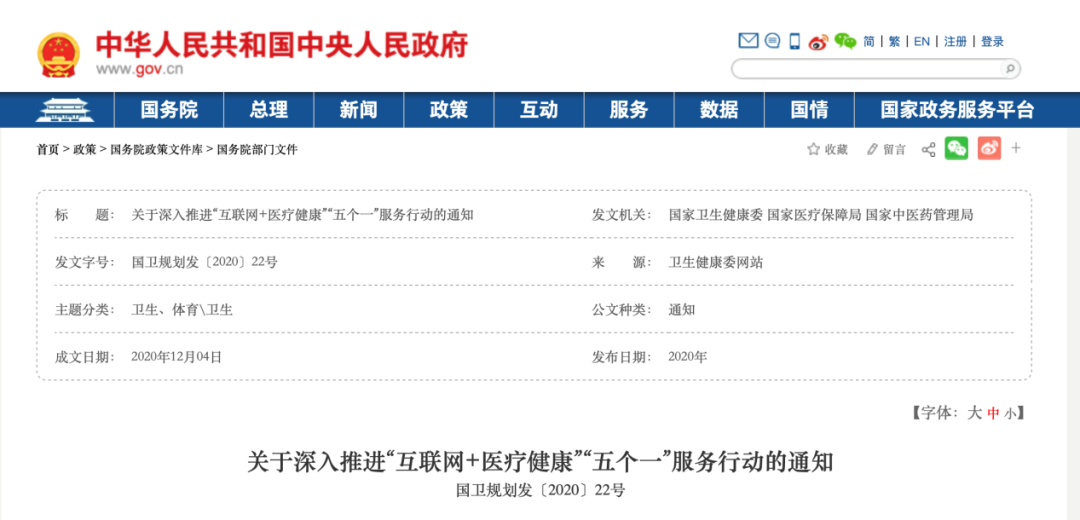 中华人民共和国中央人民政府
www.gov.cn
简 | 繁 | EN | 注册 | 登录
国务院 总理 新闻 政策 互动 服务 数据 国情 国家政务服务平台
首页 > 政策 > 国务院政策文件库 > 国务院部门文件
收藏 留言
标 题： 关于深入推进“互联网+医疗健康”“五个一”服务行动的通知 发文机关： 国家卫生健康委 国家医疗保障局 国家中医药管理局
发文字号： 国卫规划发〔2020〕22号 来 源： 卫生健康委网站
主题分类： 卫生、体育\卫生 公文种类： 通知
成文日期： 2020年12月04日 发布日期： 2020年
【字体：大 中 小】
关于深入推进“互联网+医疗健康”“五个一”服务行动的通知
国卫规划发〔2020〕22号